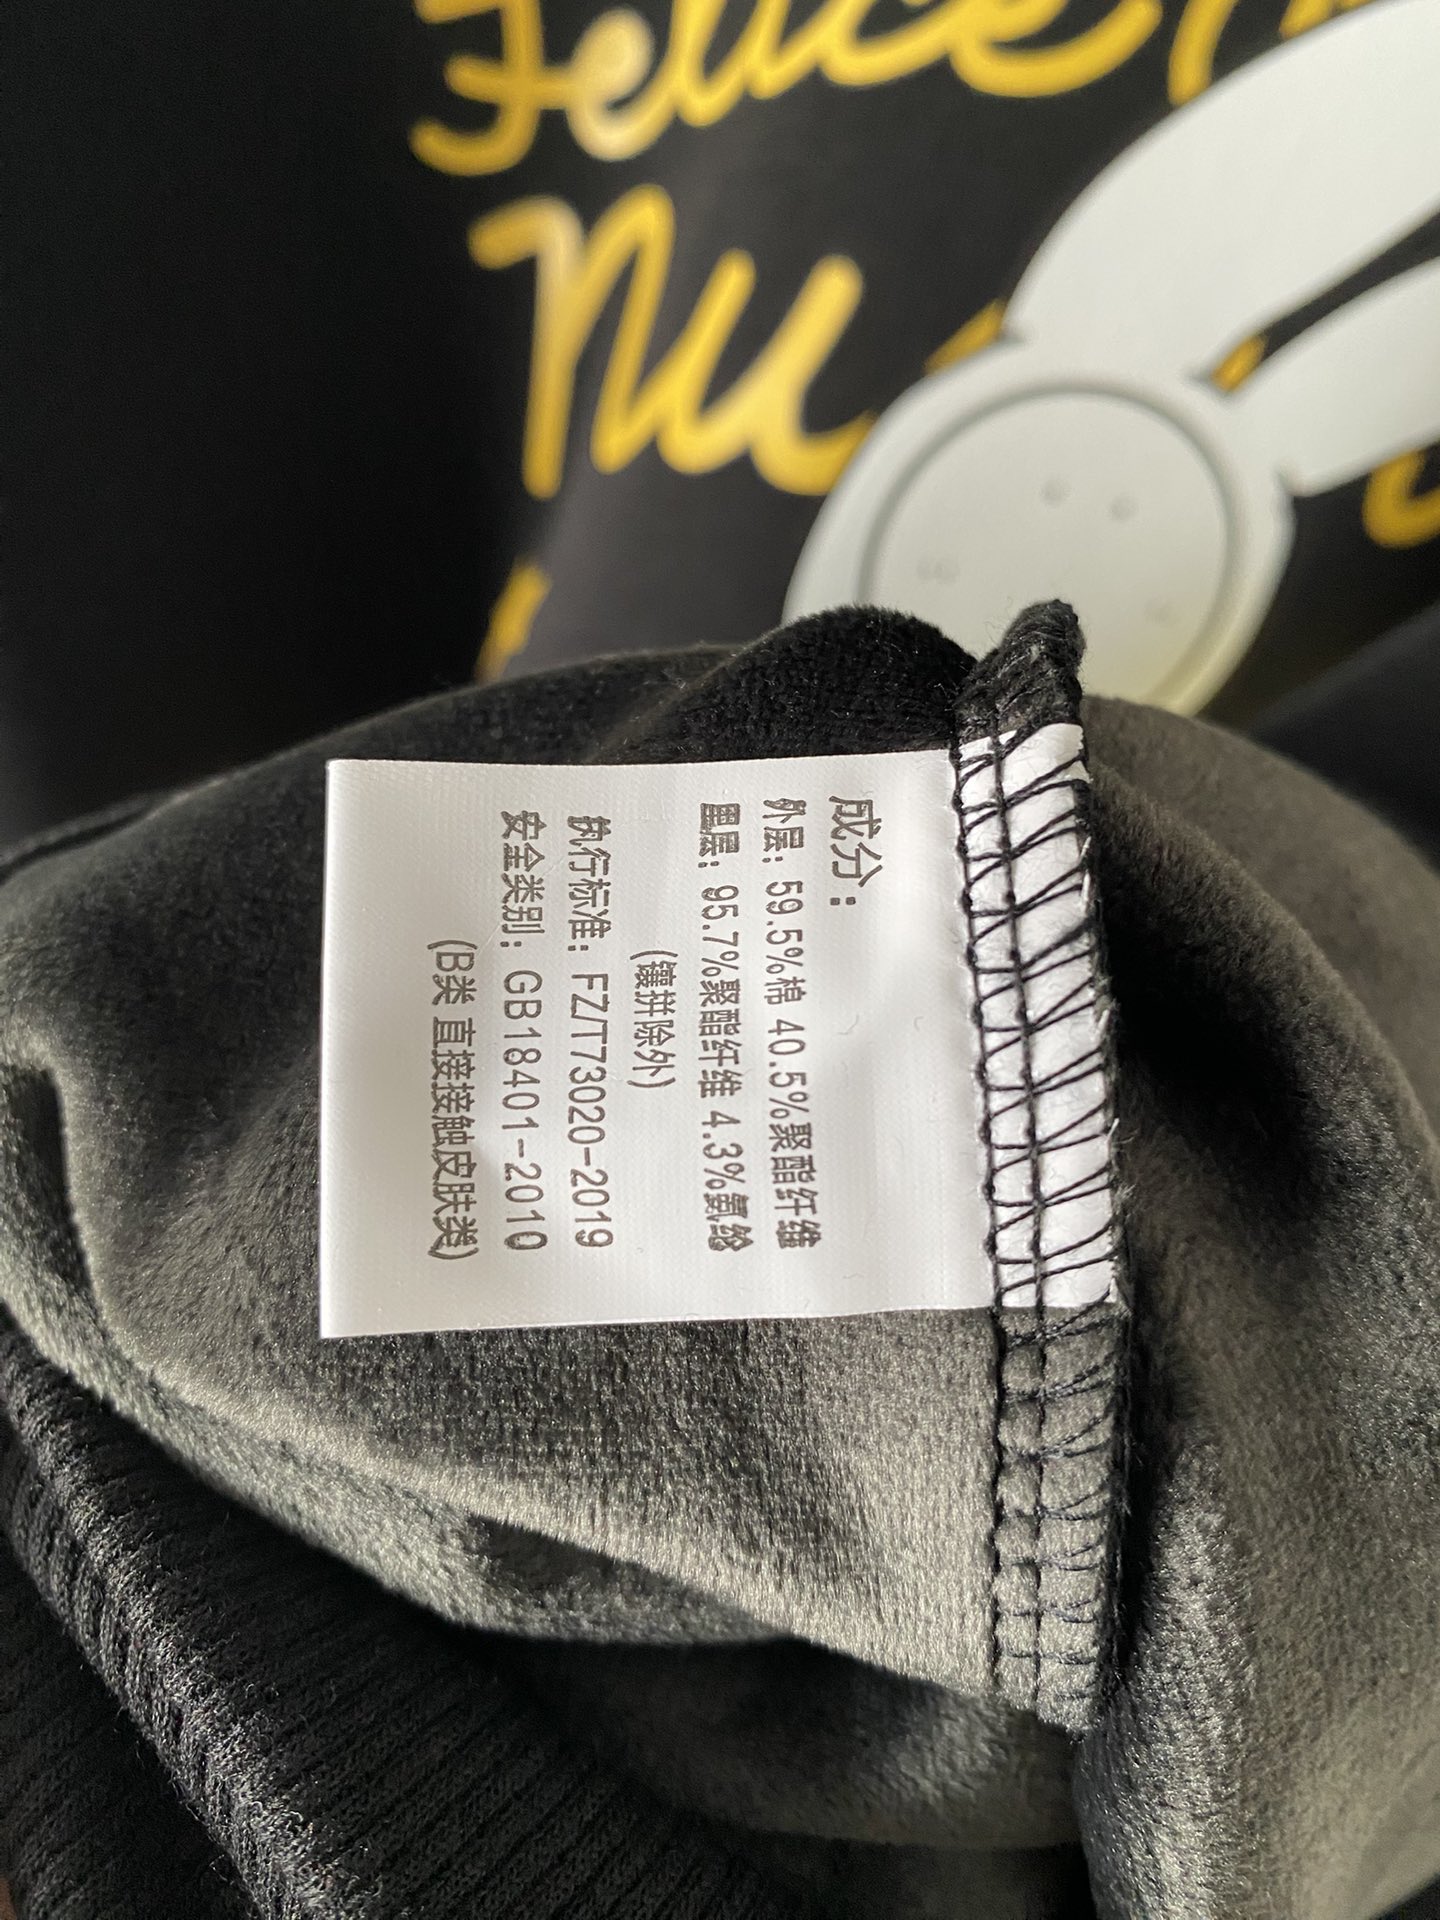 Felice
nu
成分:
外层: 59.5%棉 40.5%聚酯纤维
里层: 95.7%聚酯纤维 4.3%氨纶
(镶拼除外)
执行标准: FZ/T73020-2019
安全类别: GB18401-2010
(B类 直接接触皮肤类)